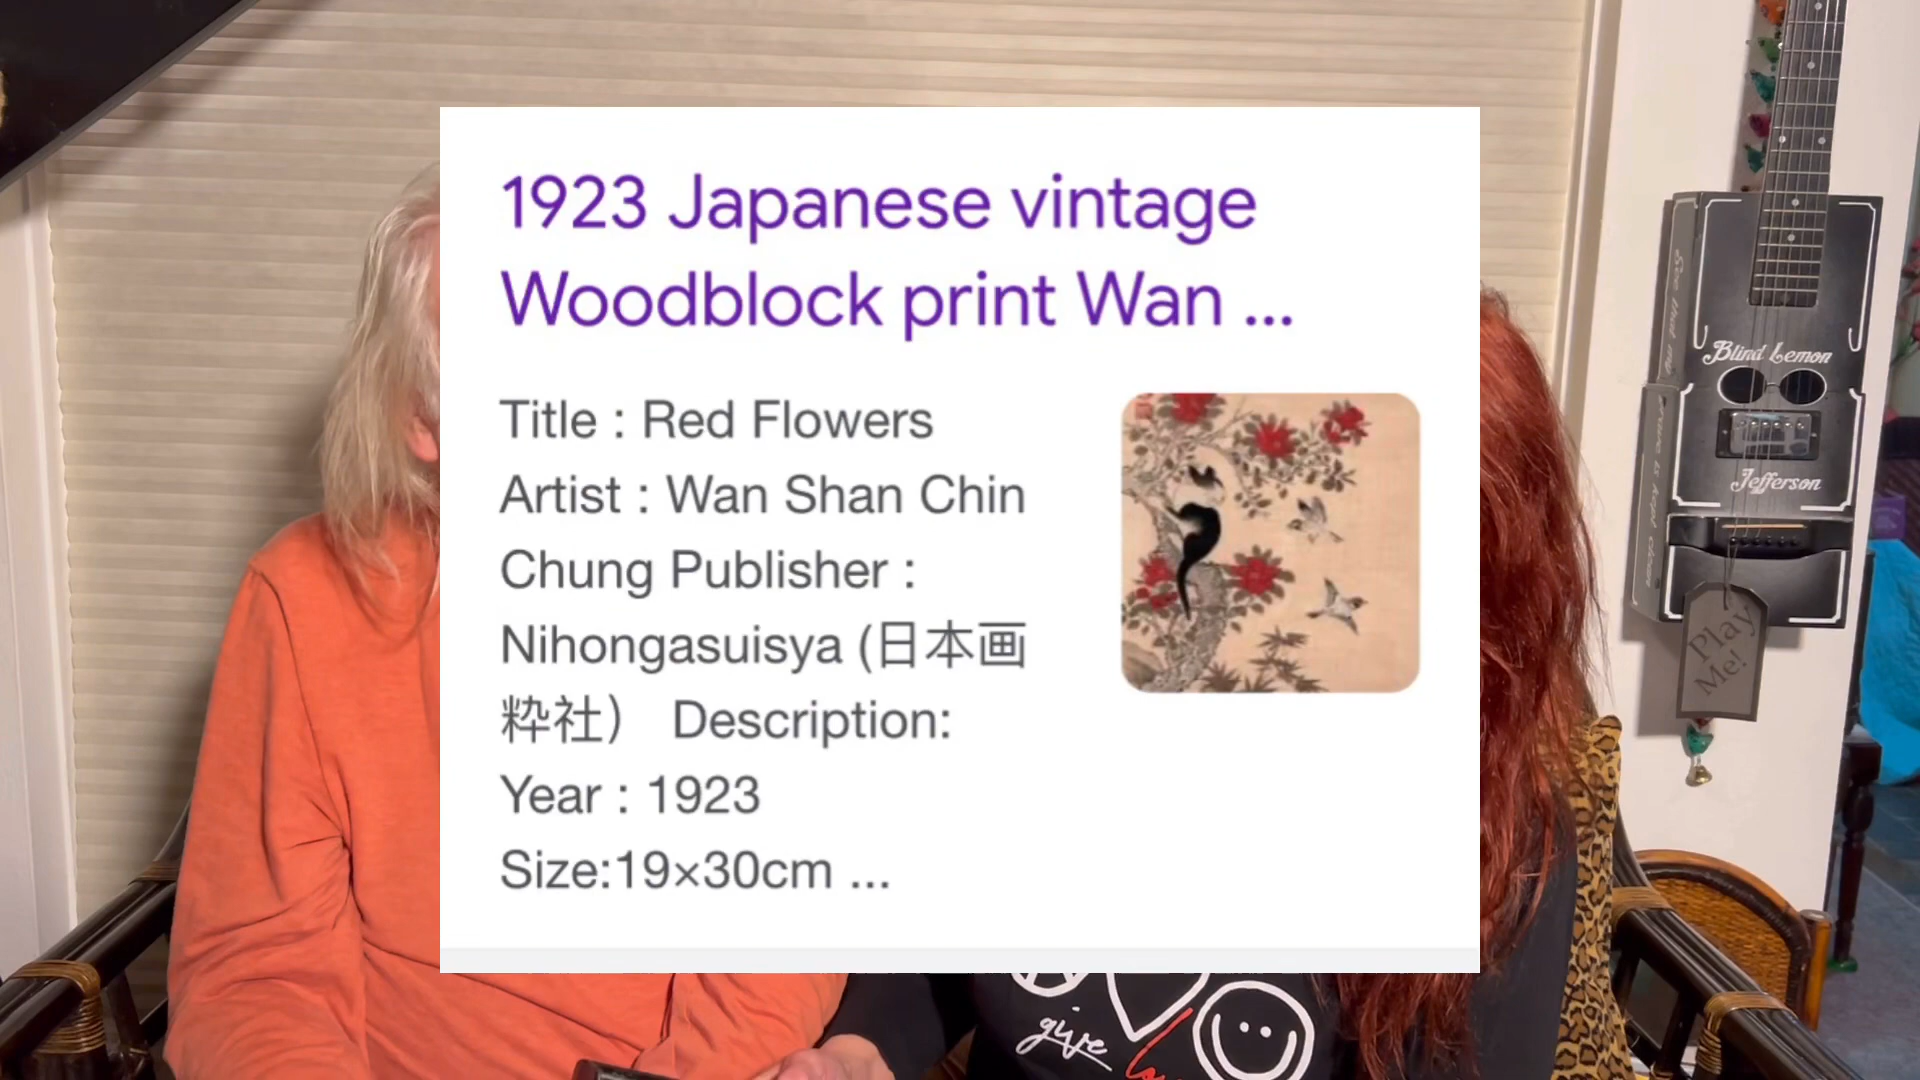 1923 Japanese vintage
Woodblock print Wan ...
Title : Red Flowers
Artist : Wan Shan Chin
Chung Publisher :
Nihongasuisya (日本画
粋社） Description:
Year : 1923
Size:19×30cm ...
Blind Lemon
Jefferson
Play
Me!
give